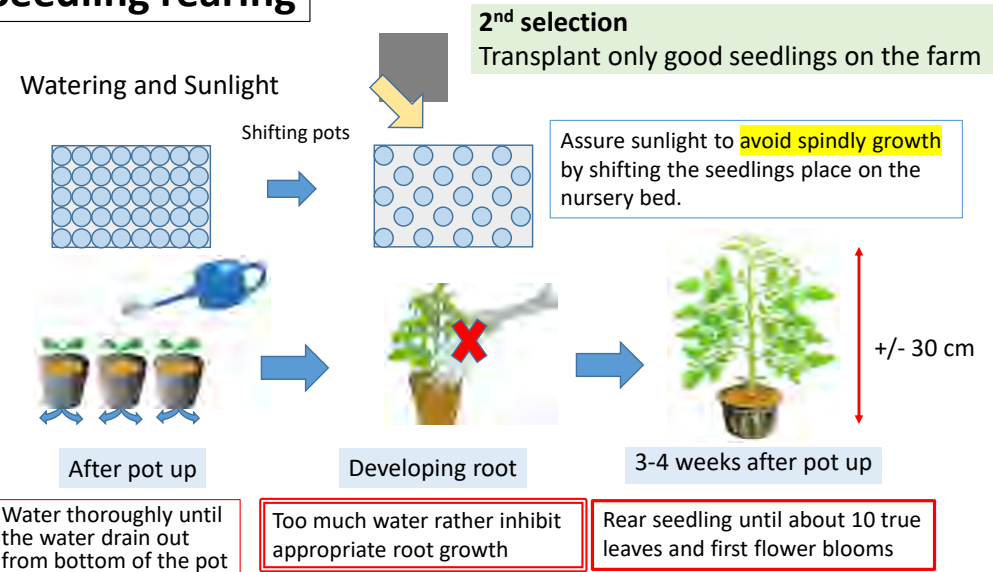 Seedling rearing
2nd selection
Transplant only good seedlings on the farm
Watering and Sunlight
Shifting pots
Assure sunlight to avoid spindly growth
by shifting the seedlings place on the
nursery bed.
+/- 30 cm
After pot up
Developing root
3-4 weeks after pot up
Water thoroughly until
the water drain out
from bottom of the pot
Too much water rather inhibit
appropriate root growth
Rear seedling until about 10 true
leaves and first flower blooms